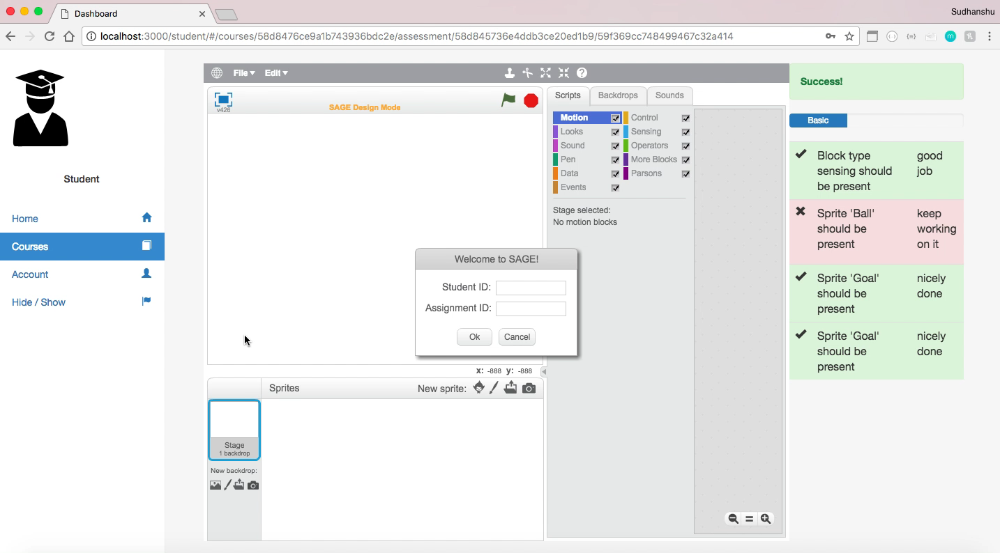 Dashboard
Sudhanshu
localhost:3000/student/#/courses/58d8476ce9a1b743936bdc2e/assessment/58d845736e4ddb3ce20ed1b9/59f369cc748499467c32a414
Student
Home
Courses
Account
Hide / Show
File
Edit
v426
SAGE Design Mode
Scripts
Backdrops
Sounds
Motion
Control
Looks
Sensing
Sound
Operators
Pen
More Blocks
Data
Parsons
Events
Stage selected:
No motion blocks
Welcome to SAGE!
Student ID:
Assignment ID:
Ok
Cancel
x: -888 y: -888
Sprites
New sprite:
Stage
1 backdrop
New backdrop:
Success!
Basic
Block type
sensing should
be present
good
job
Sprite 'Ball'
should be
present
keep
working
on it
Sprite 'Goal'
should be
present
nicely
done
Sprite 'Goal'
should be
present
nicely
done